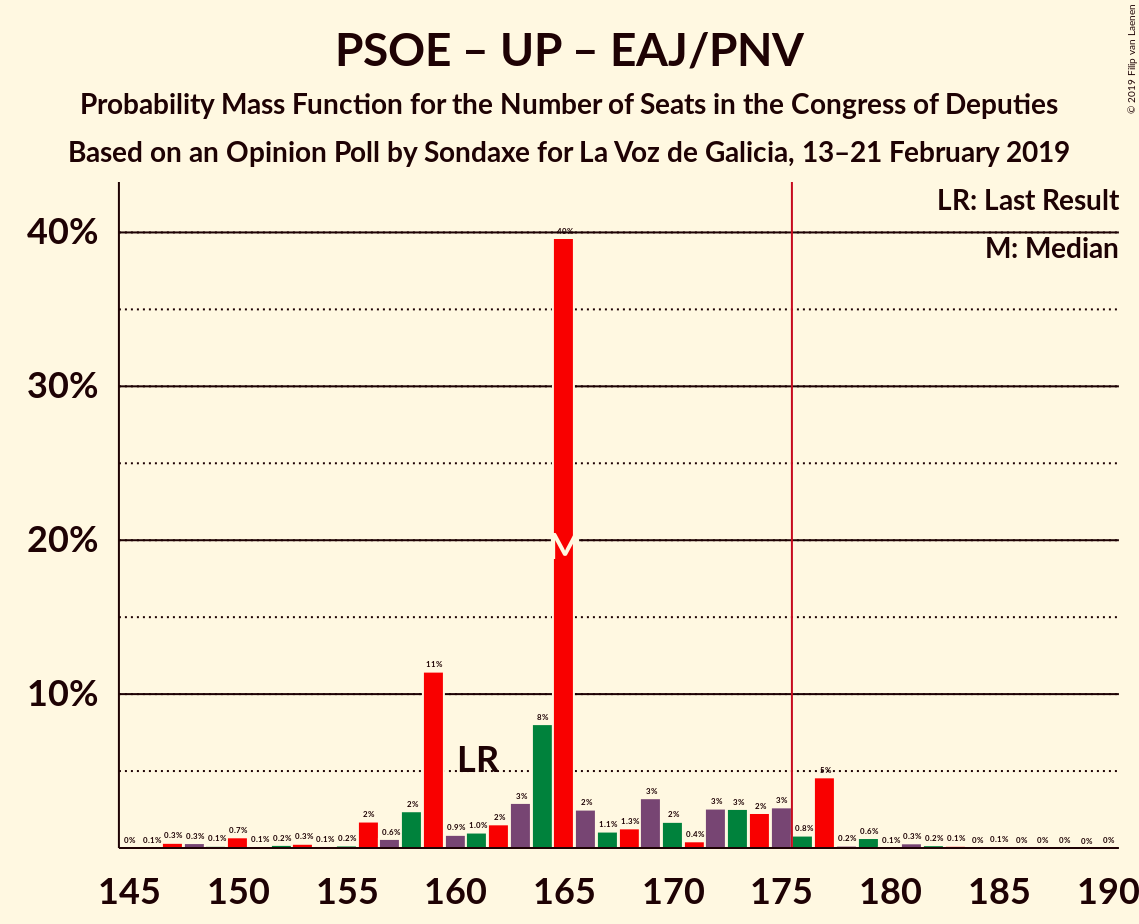 PSOE – UP – EAJ/PNV
Probability Mass Function for the Number of Seats in the Congress of Deputies
Based on an Opinion Poll by Sondaxe for La Voz de Galicia, 13–21 February 2019
© 2019 Filip van Laenen
LR: Last Result
M: Median
40%
30%
20%
10%
LR
M
0% 0.1% 0.3% 0.3% 0.1% 0.7% 0.1% 0.2% 0.3% 0.1% 0.2% 2% 0.6% 2% 11% 0.9% 1.0% 2% 3% 8% 40% 2% 1.1% 1.3% 3% 2% 0.4% 3% 3% 2% 3% 0.8% 5% 0.2% 0.6% 0.1% 0.3% 0.2% 0.1% 0% 0.1% 0% 0% 0% 0% 0%
145 150 155 160 165 170 175 180 185 190